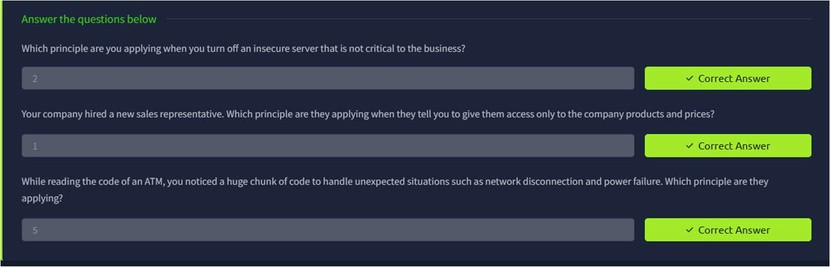 Answer the questions below
Which principle are you applying when you turn off an insecure server that is not critical to the business?
2
✓ Correct Answer
Your company hired a new sales representative. Which principle are they applying when they tell you to give them access only to the company products and prices?
1
✓ Correct Answer
While reading the code of an ATM, you noticed a huge chunk of code to handle unexpected situations such as network disconnection and power failure. Which principle are they
applying?
5
✓ Correct Answer